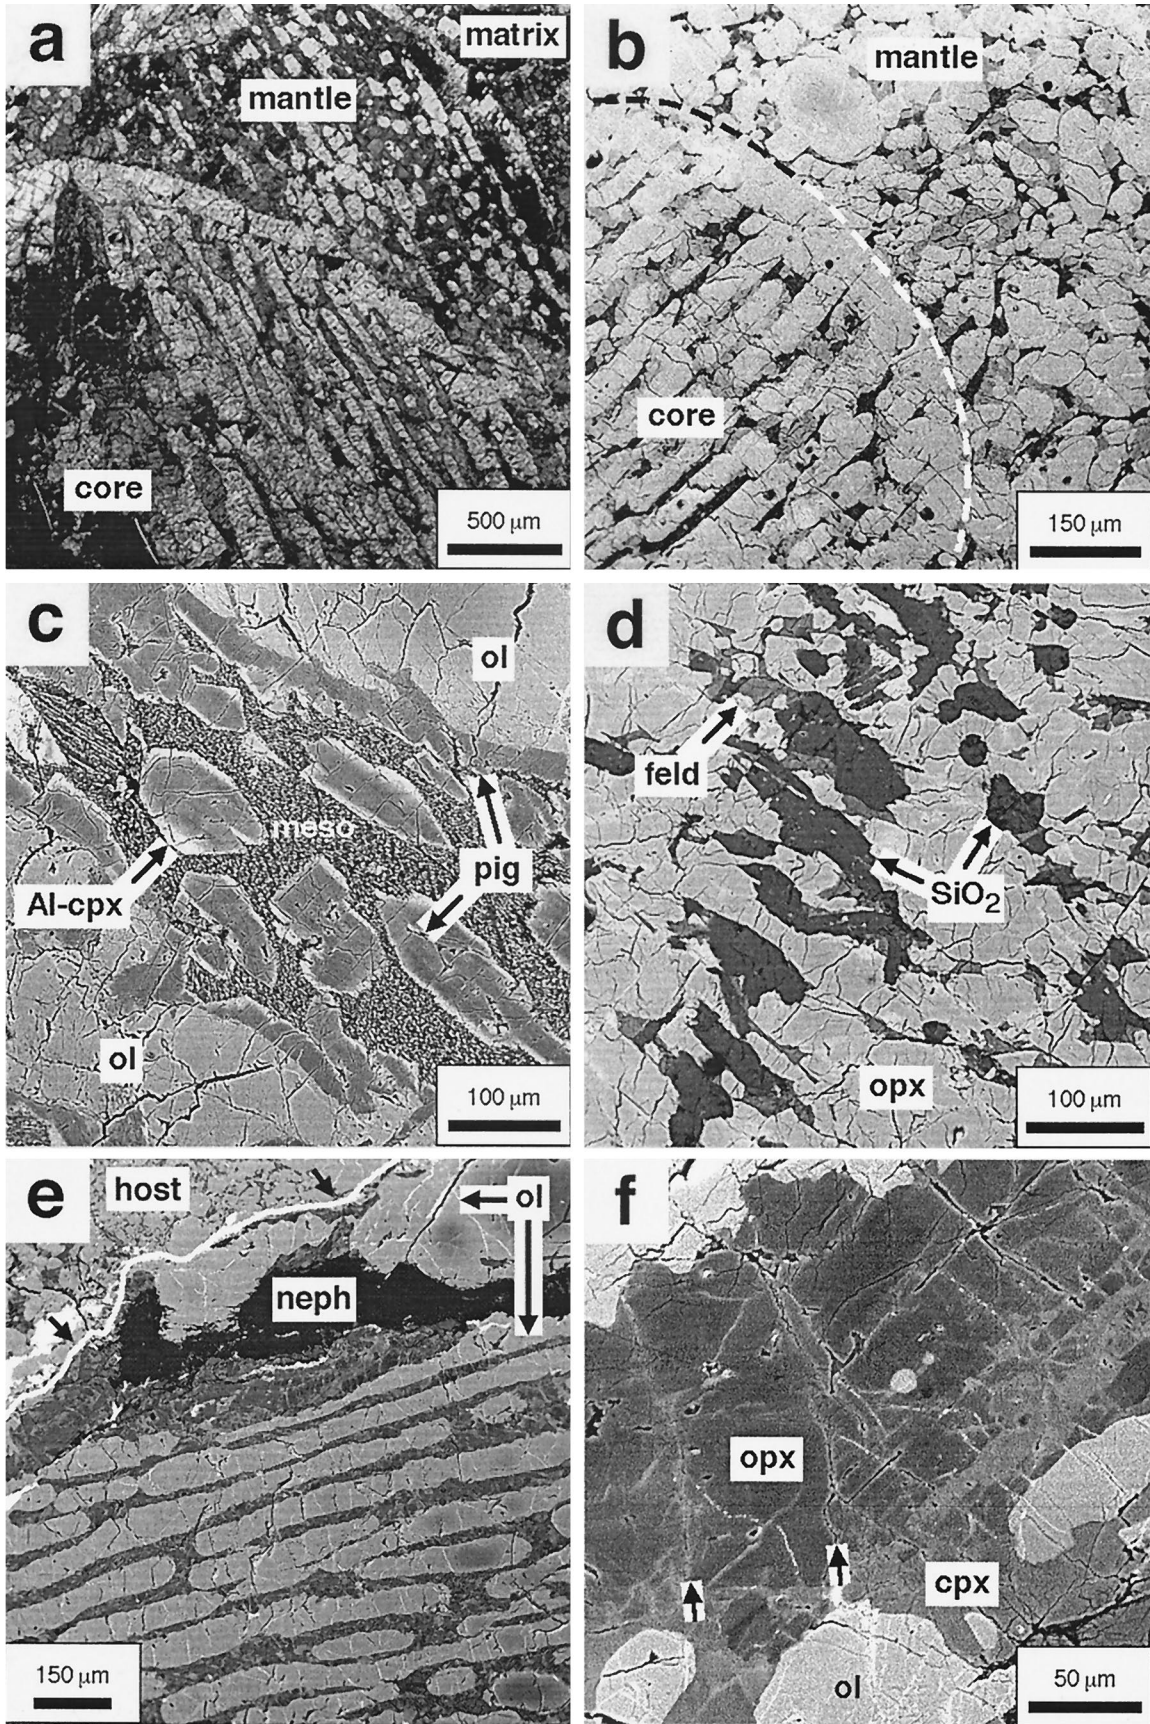 a
matrix
mantle
core
500 µm
b
mantle
core
150 µm
c
ol
meso
Al-cpx
pig
ol
100 µm
d
feld
SiO₂
opx
100 µm
e
host
ol
neph
150 µm
f
opx
cpx
ol
50 µm